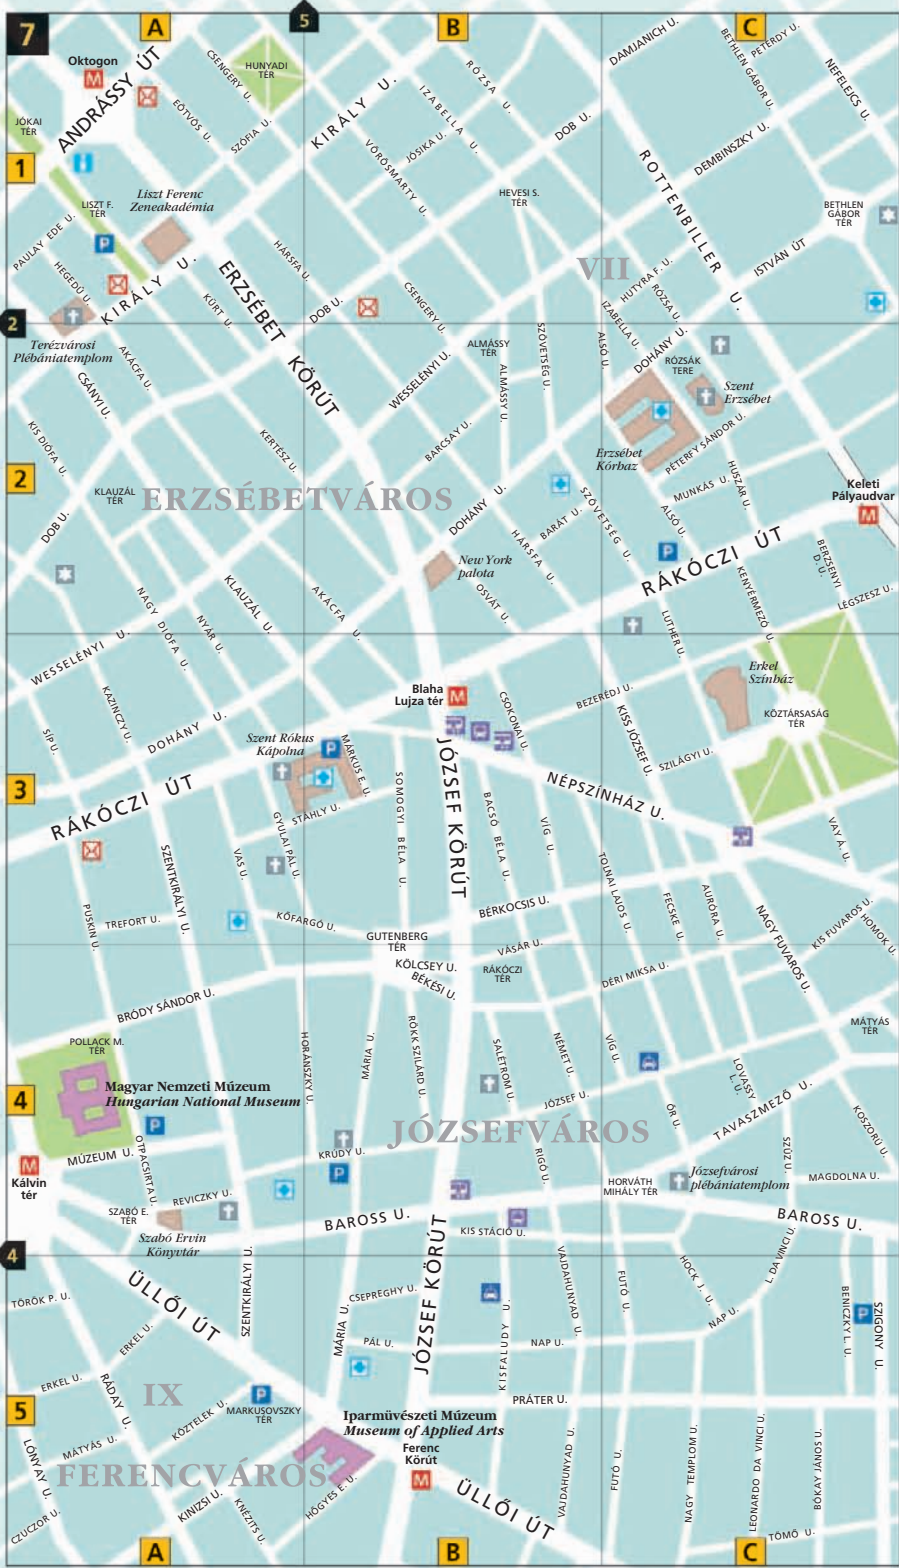 7
A
5
B
C
Oktogon
M
ANDRÁSSY ÚT
CSENGERY U.
HUNYADI
TÉR
KIRÁLY U.
RÓZSA U.
DAMJANICH U.
BETHLEN GÁBOR U.
PETERDY U.
NEFELEJCS U.
JÓKAI
TÉR
EÖTVÖS U.
SZÓFIA U.
IZABELLA U.
DOB U.
VÖRÖSMARTY U.
JÓSIKA U.
DEMBINSZKY U.
1
LISZT F.
TÉR
Liszt Ferenc
Zeneakadémia
HEVESI S.
TÉR
ROTTENBILLER U.
BETHLEN
GÁBOR
TÉR
PAULAY EDE U.
P
HEGEDŰ U.
KIRÁLY U.
ERZSÉBET KÖRÚT
HÁRSFA U.
VII
ISTVÁN ÚT
HUTYRA F. U.
RÓZSA U.
IZABELLA U.
KÜRT U.
DOB U.
CSENGERY U.
2
Terézvárosi
Plébániatemplom
AKÁCFA U.
CSÁNYI U.
ALMÁSSY
TÉR
SZÖVETSÉG U.
ALSÓ U.
DOHÁNY U.
RÓZSÁK
TERE
WESSELÉNYI U.
ALMÁSSY U.
Szent
Erzsébet
KIS DIÓFA U.
KERTÉSZ U.
BARCSAY U.
Erzsébet
Kórhaz
PÉTERFY SÁNDOR U.
2
KLAUZÁL
TÉR
ERZSÉBETVÁROS
HUSZÁR U.
MUNKÁS U.
Keleti
Pályaudvar
M
DOB U.
DOHÁNY U.
BARÁT U.
SZÖVETSÉG U.
HÁRSFA U.
ALSÓ U.
P
RÁKÓCZI ÚT
New York
palota
OSVÁT U.
BERZSENYI
D. U.
KENYÉRMEZŐ U.
LÉGSZESZ U.
NAGY DIÓFA U.
NYÁR U.
KLAUZÁL U.
AKÁCFA U.
LUTHER U.
WESSELÉNYI U.
Erkel
Színház
Blaha
Lujza tér
M
CSOKONAI U.
BEZERÉDJ U.
KISS JÓZSEF U.
KÖZTÁRSASÁG
TÉR
SÍP U.
KAZINCZY U.
DOHÁNY U.
Szent Rókus
Kápolna
P
MÁRKUS E. U.
SZILÁGYI U.
3
RÁKÓCZI ÚT
JÓZSEF KÖRÚT
NÉPSZÍNHÁZ U.
SOMOGYI BÉLA U.
STÁHLY U.
GYULAI PÁL U.
BACSÓ BÉLA U.
VÍG U.
VAY Á. U.
SZENTKIRÁLYI U.
VAS U.
TOLNAI LAJOS U.
FECSKE U.
AURÓRA U.
PUSKIN U.
TREFORT U.
KŐFARGÓ U.
BÉRKOCSIS U.
NAGY FUVAROS U.
KIS FUVAROS U.
HOMOK U.
GUTENBERG
TÉR
VÁSÁR U.
KÖLCSEY U.
BÉKÉSI U.
RÁKÓCZI
TÉR
DÉRI MIKSA U.
BRÓDY SÁNDOR U.
MÁTYÁS
TÉR
POLLACK M.
TÉR
HORÁNSZKY U.
MÁRIA U.
RÖKK SZILÁRD U.
SALÉTROM U.
NÉMET U.
VÍG U.
LOVASSY
L. U.
4
Magyar Nemzeti Múzeum
Hungarian National Museum
P
JÓZSEF U.
JÓZSEFVÁROS
ŐR U.
TAVASZMEZŐ U.
KOSZORÚ U.
M
Kálvin
tér
MÚZEUM U.
OTPACSIRTA U.
KRÚDY U.
P
RIGÓ U.
SZŰZ U.
HORVÁTH
MIHÁLY TÉR
Józsefvárosi
plébániatemplom
MAGDOLNA U.
REVICZKY U.
SZABÓ E.
TÉR
Szabó Ervin
Könyvtár
BAROSS U.
KIS STÁCIÓ U.
BAROSS U.
4
ÜLLŐI ÚT
SZENTKIRÁLYI U.
JÓZSEF KÖRÚT
VAJDAHUNYAD U.
FUTÓ U.
HOCK J. U.
L. DA VINCI U.
TÖRÖK P. U.
CSEPREGHY U.
BENICZKY L. U.
P
SZIGONY U.
ERKEL U.
MÁRIA U.
PÁL U.
KISFALUDY U.
NAP U.
NAP U.
ERKEL U.
RÁDAY U.
IX
P
MARKUSOVSZKY
TÉR
PRÁTER U.
5
KÖZTELEK U.
Iparmüvészeti Múzeum
Museum of Applied Arts
LÓNYAY U.
MÁTYÁS U.
Ferenc
Körút
M
FERENCVÁROS
HŐGYES E. U.
VAJDAHUNYAD U.
FUTÓ U.
NAGY TEMPLOM U.
LEONARDO DA VINCI U.
BÓKAY JÁNOS U.
KINIZSI U.
KNÉZITS U.
ÜLLŐI ÚT
CZUCZOR U.
TÖMŐ U.
A
B
C